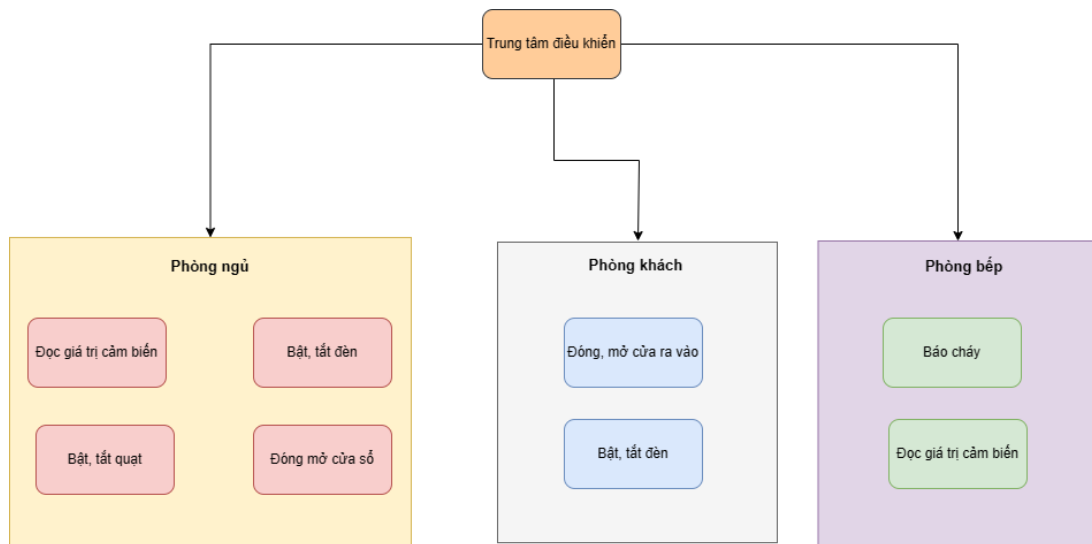 Trung tâm điều khiển
Phòng ngủ
Phòng khách
Phòng bếp
Đọc giá trị cảm biến
Bật, tắt đèn
Đóng, mở cửa ra vào
Báo cháy
Bật, tắt quạt
Đóng mở cửa sổ
Bật, tắt đèn
Đọc giá trị cảm biến